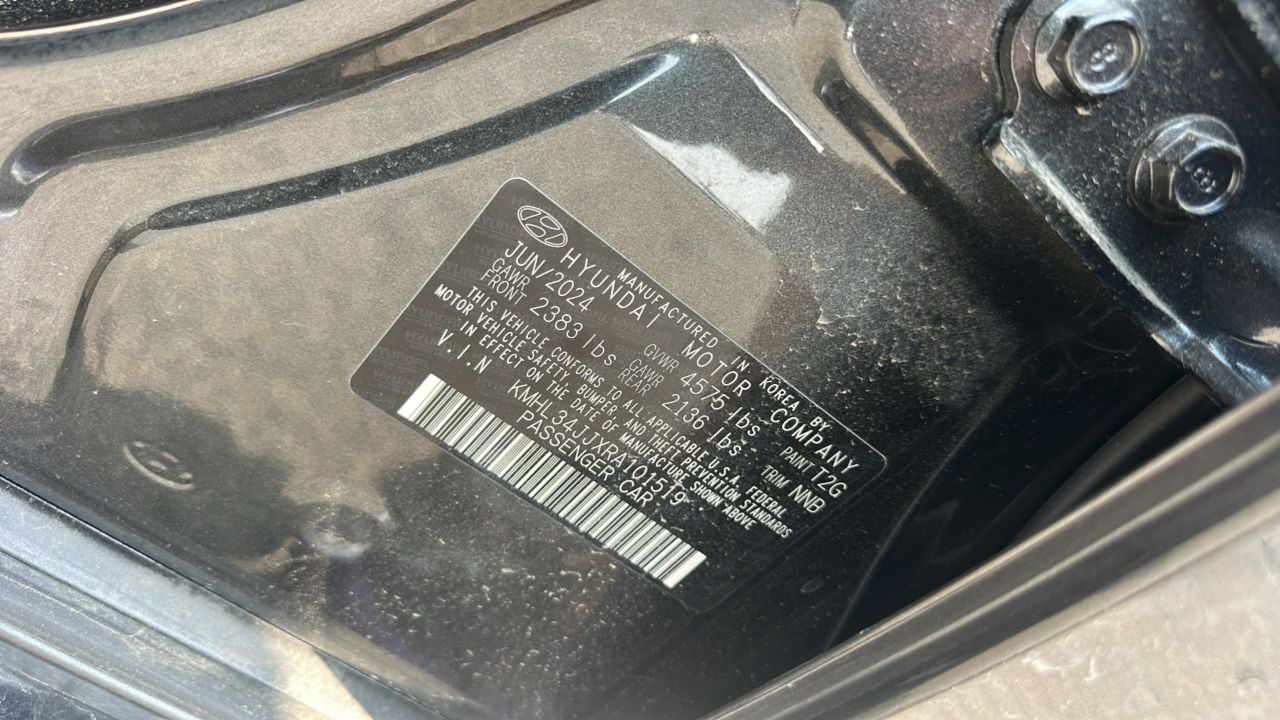 MANUFACTURED IN KOREA BY
HYUNDAI MOTOR COMPANY
JUN/2024 GVWR 4575 lbs PAINT T2G
GAWR FRONT 2383 lbs GAWR REAR 2136 lbs TRIM NNB
THIS VEHICLE CONFORMS TO ALL APPLICABLE U.S.A. FEDERAL
MOTOR VEHICLE SAFETY, BUMPER AND THEFT PREVENTION STANDARDS
IN EFFECT ON THE DATE OF MANUFACTURE SHOWN ABOVE
V.I.N KMHL34JJXRA101519
PASSENGER CAR